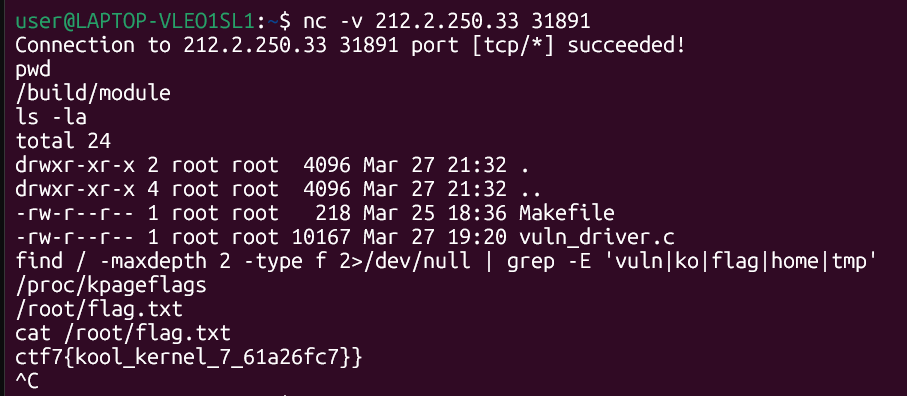 user@LAPTOP-VLEO1SL1:~$ nc -v 212.2.250.33 31891
Connection to 212.2.250.33 31891 port [tcp/*] succeeded!
pwd
/build/module
ls -la
total 24
drwxr-xr-x 2 root root  4096 Mar 27 21:32 .
drwxr-xr-x 4 root root  4096 Mar 27 21:32 ..
-rw-r--r-- 1 root root   218 Mar 25 18:36 Makefile
-rw-r--r-- 1 root root 10167 Mar 27 19:20 vuln_driver.c
find / -maxdepth 2 -type f 2>/dev/null | grep -E 'vuln|ko|flag|home|tmp'
/proc/kpageflags
/root/flag.txt
cat /root/flag.txt
ctf7{kool_kernel_7_61a26fc7}}
^C